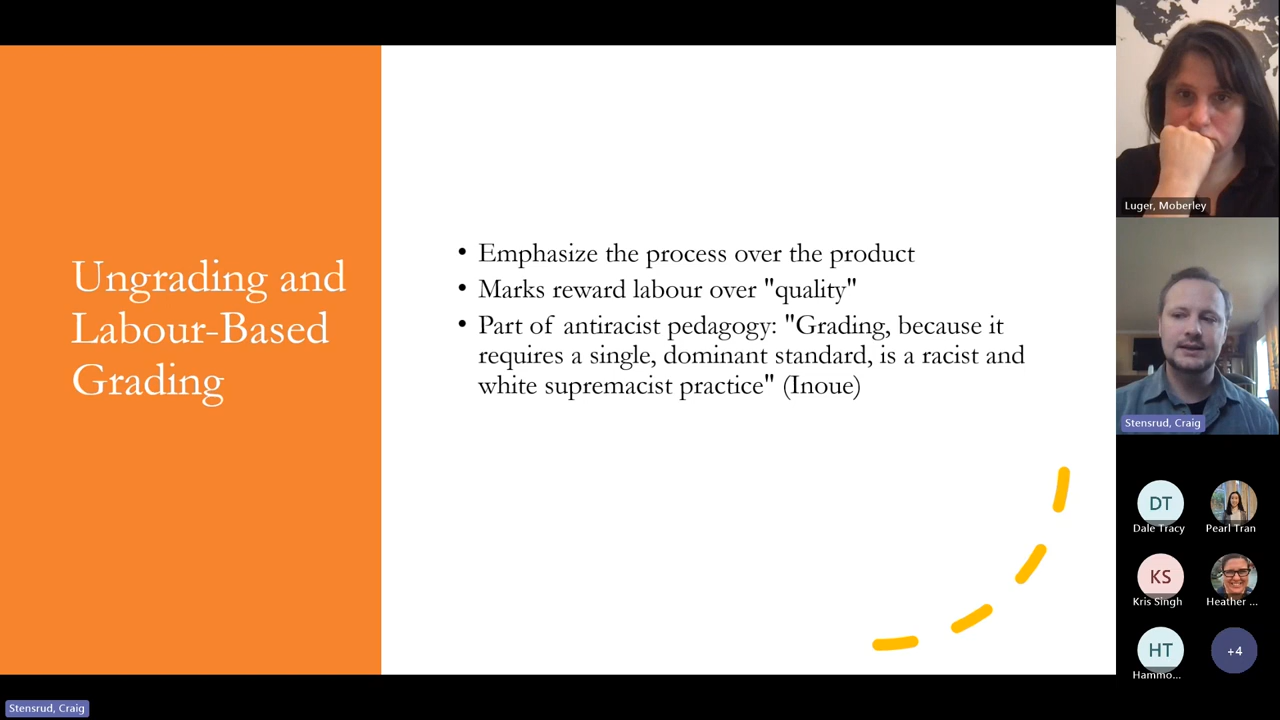 Ungrading and
Labour-Based
Grading
• Emphasize the process over the product
• Marks reward labour over "quality"
• Part of antiracist pedagogy: "Grading, because it
requires a single, dominant standard, is a racist and
white supremacist practice" (Inoue)
Luger, Moberley
Stensrud, Craig
DT
Dale Tracy
Pearl Tran
KS
Kris Singh
Heather ...
HT
Hammo...
+4
Stensrud, Craig